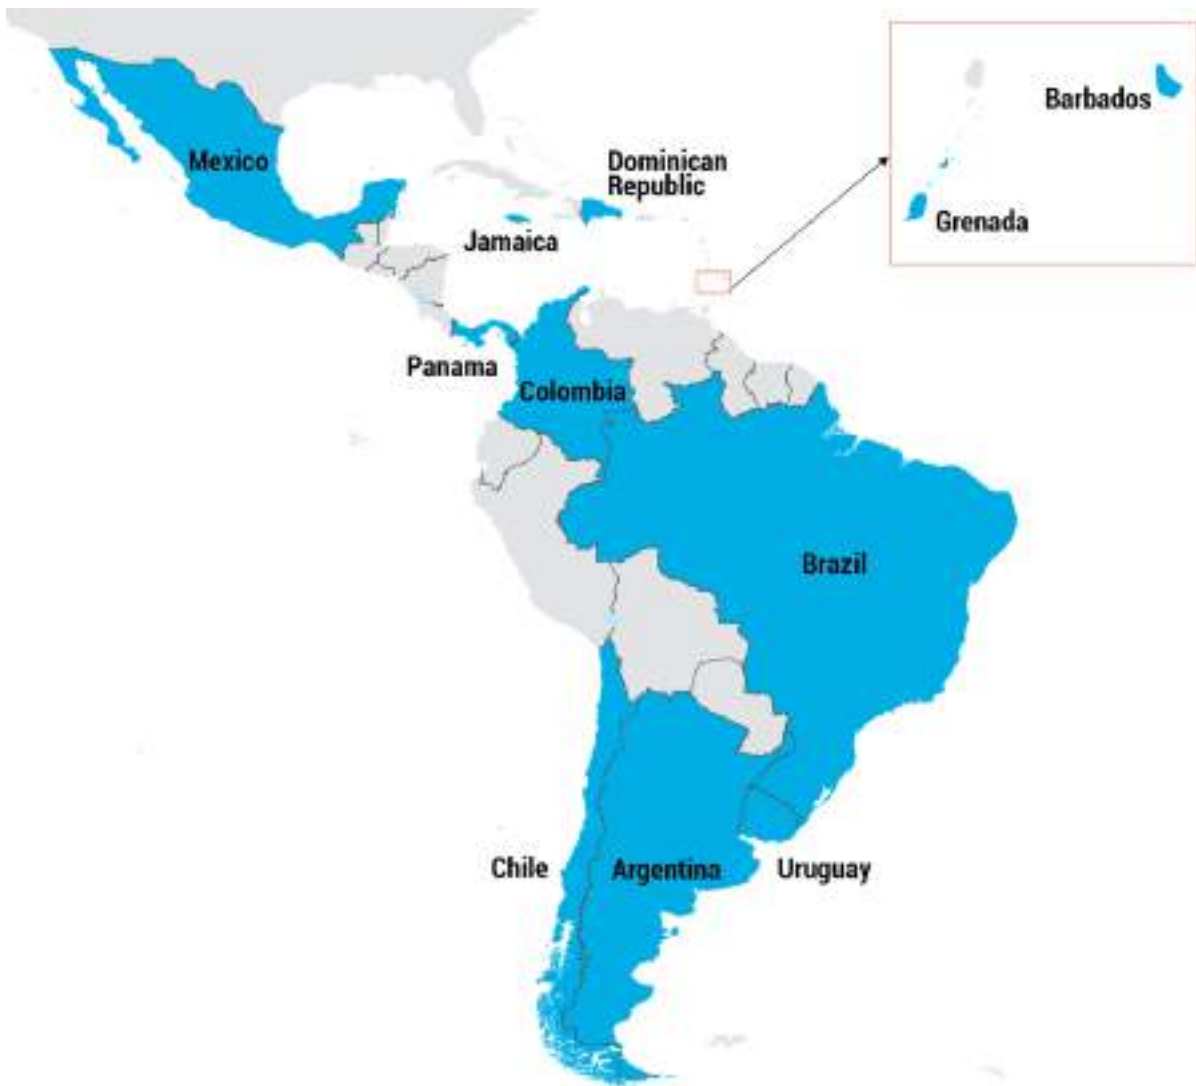 Barbados
Mexico
Dominican
Republic
Grenada
Jamaica
Panama
Colombia
Brazil
Chile
Argentina
Uruguay